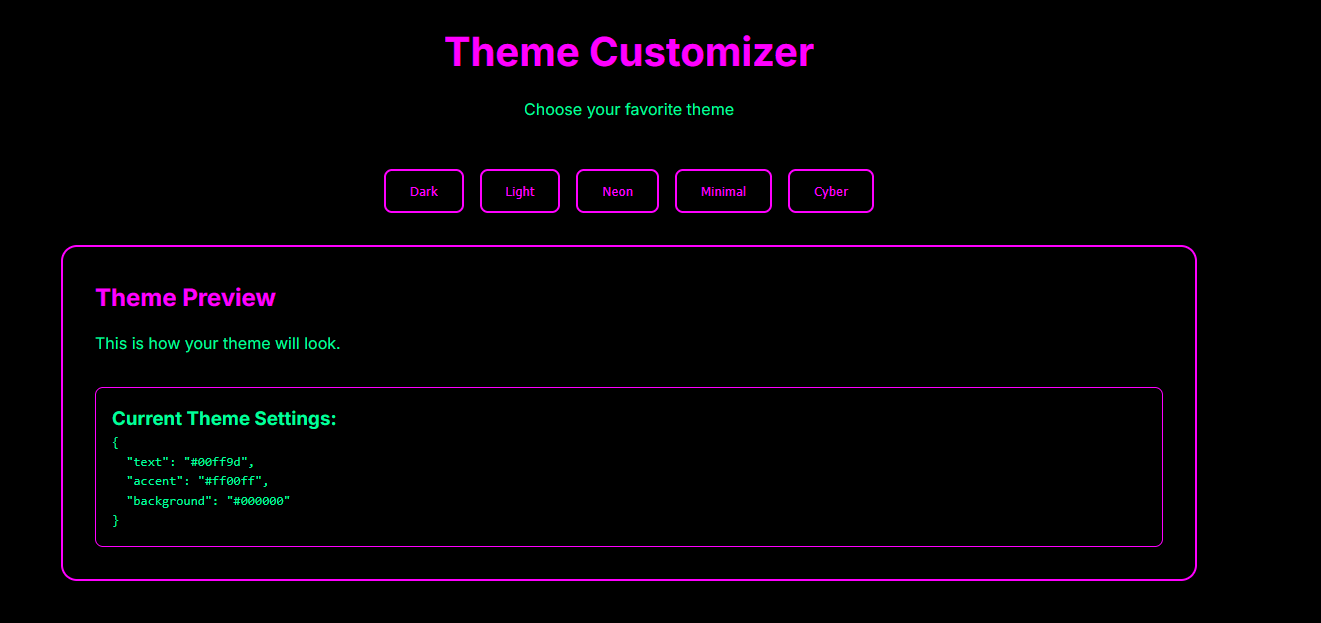 Theme Customizer
Choose your favorite theme
Dark Light Neon Minimal Cyber
Theme Preview
This is how your theme will look.
Current Theme Settings:
{
  "text": "#00ff9d",
  "accent": "#ff00ff",
  "background": "#000000"
}